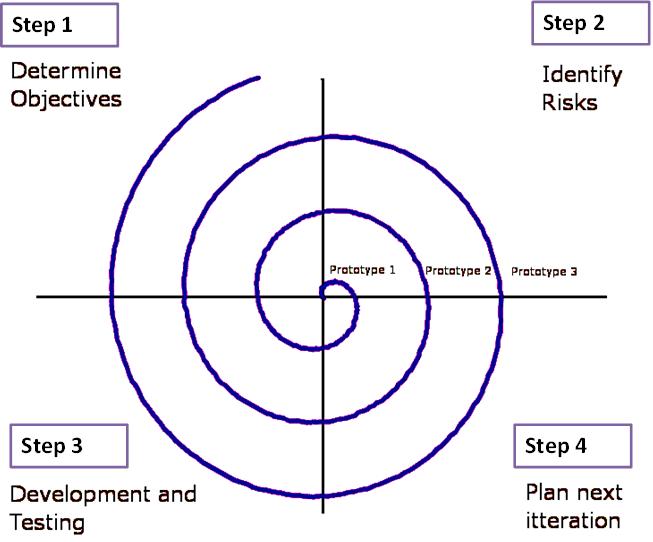 Step 1
Determine
Objectives
Step 2
Identify
Risks
Prototype 1
Prototype 2
Prototype 3
Step 3
Development and
Testing
Step 4
Plan next
itteration